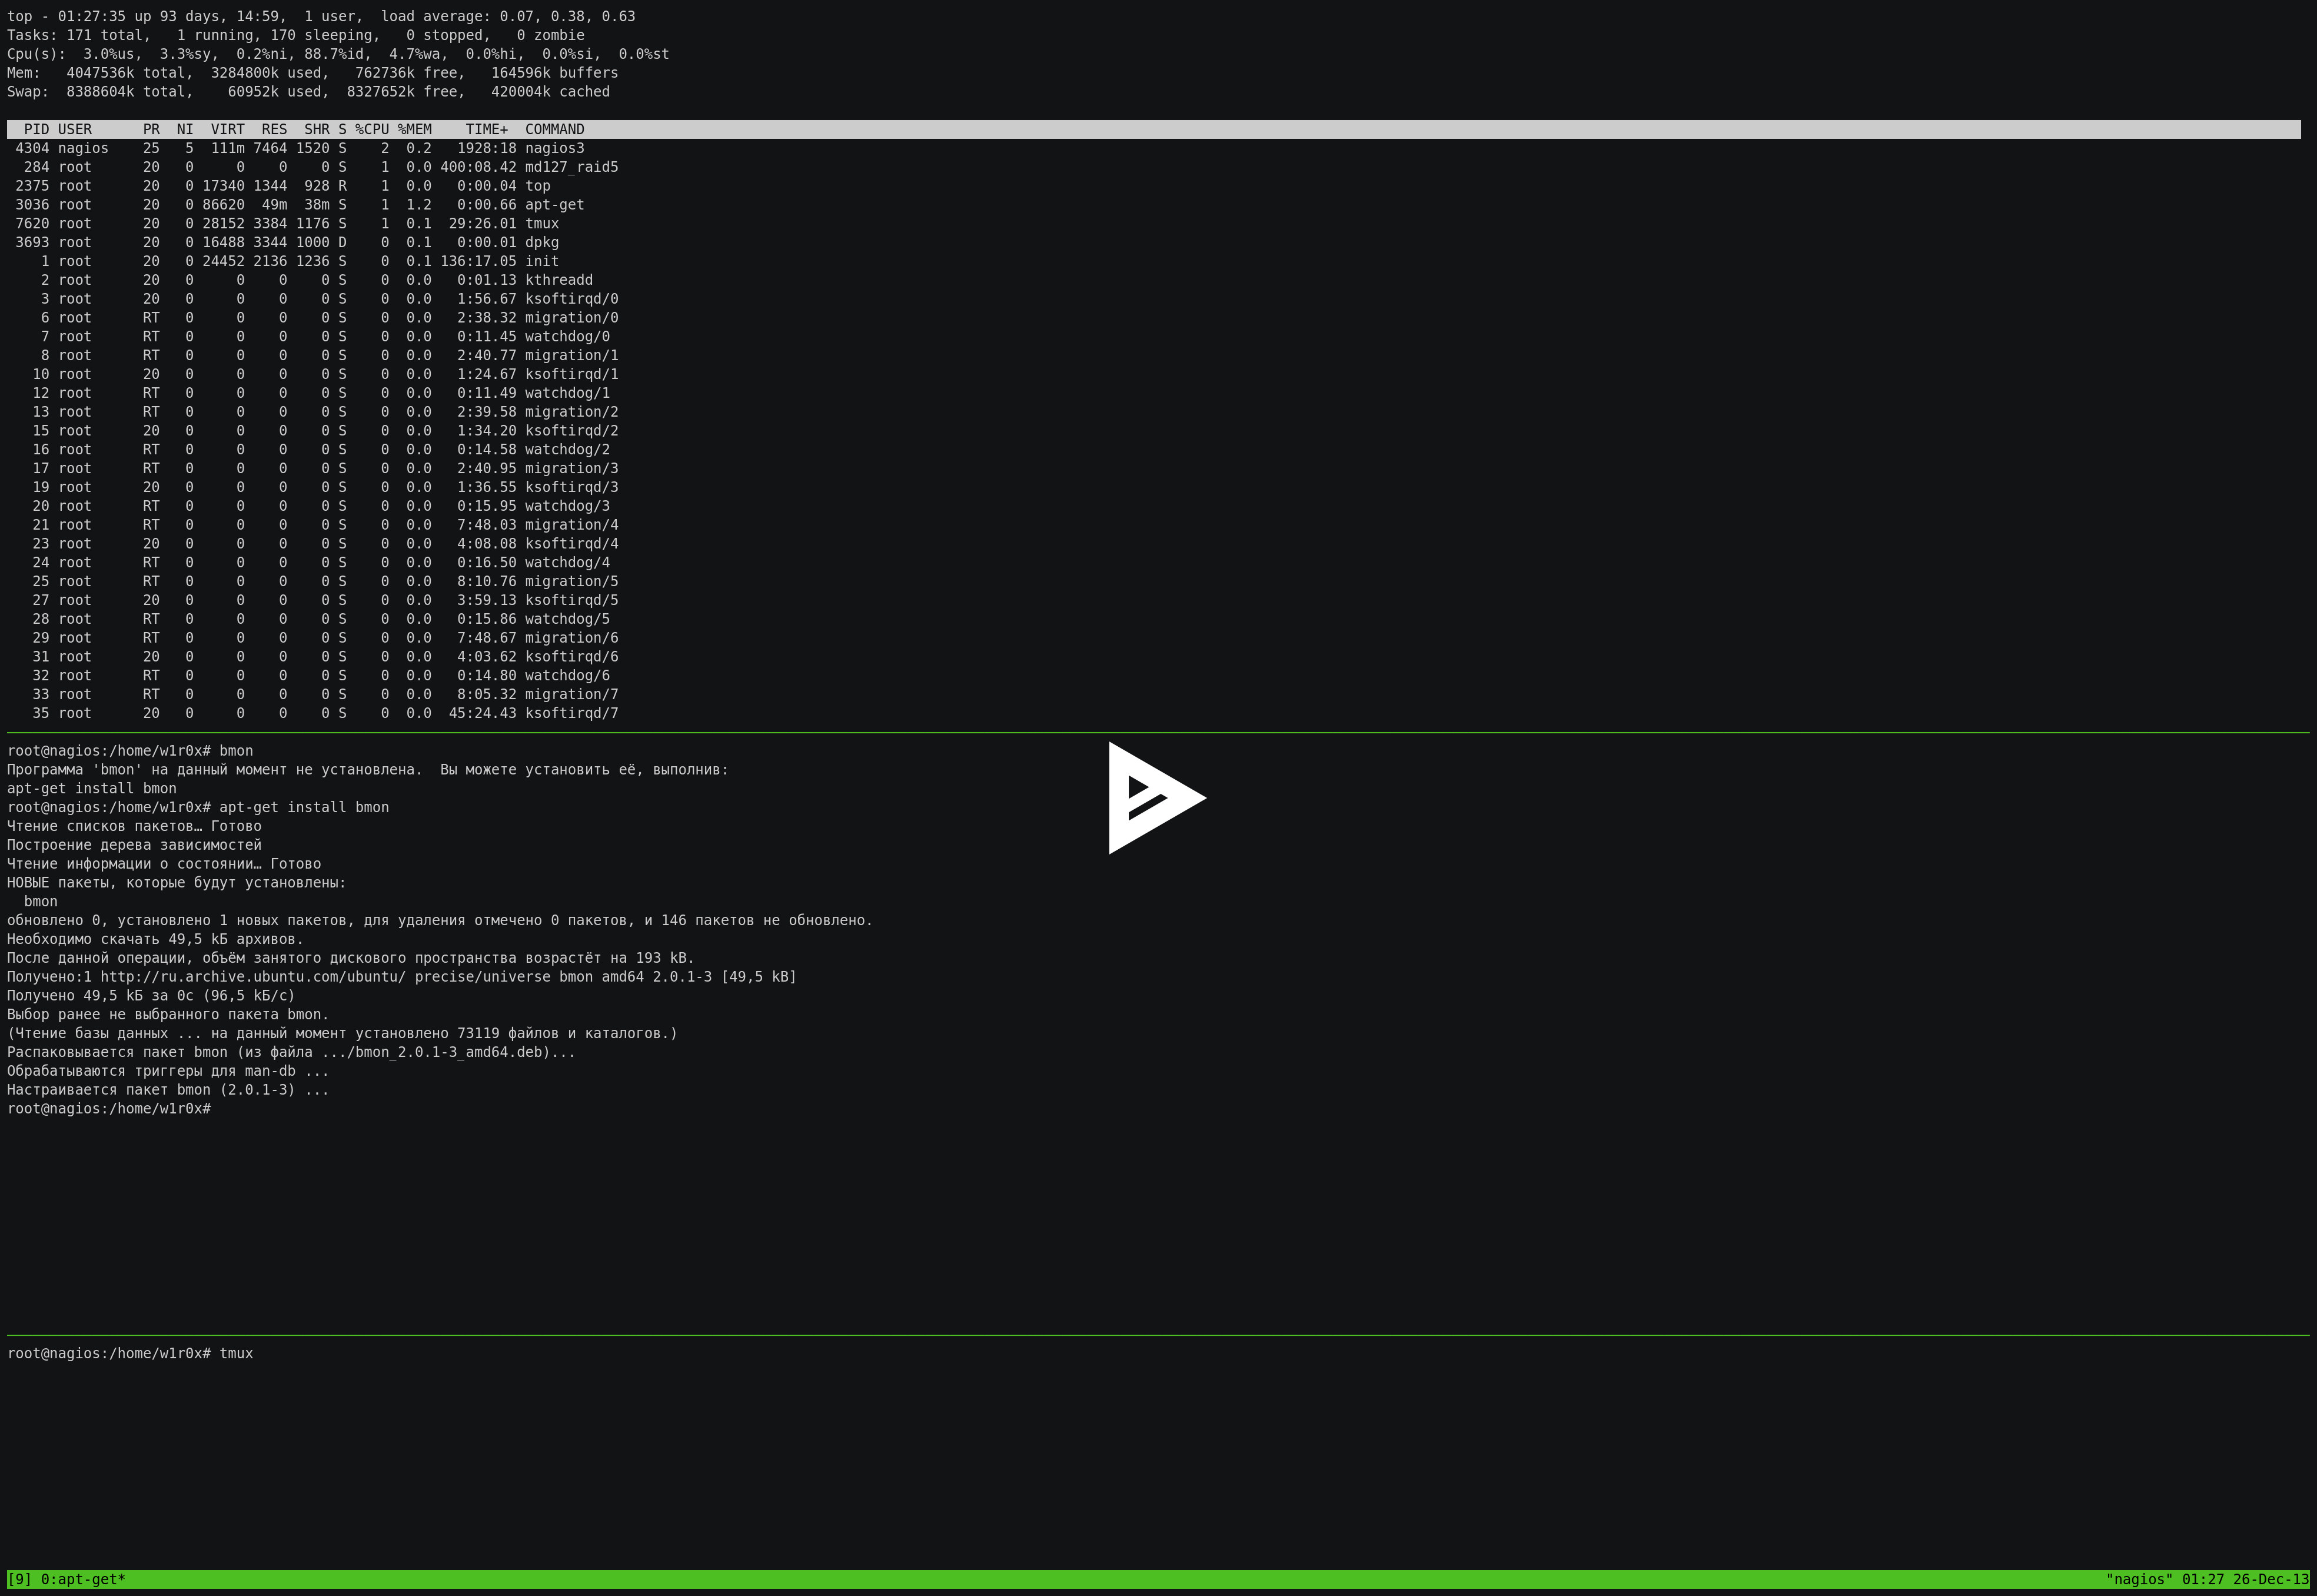 top - 01:27:35 up 93 days, 14:59,  1 user,  load average: 0.07, 0.38, 0.63
Tasks: 171 total,   1 running, 170 sleeping,   0 stopped,   0 zombie
Cpu(s):  3.0%us,  3.3%sy,  0.2%ni, 88.7%id,  4.7%wa,  0.0%hi,  0.0%si,  0.0%st
Mem:   4047536k total,  3284800k used,   762736k free,   164596k buffers
Swap:  8388604k total,    60952k used,  8327652k free,   420004k cached
  PID USER      PR  NI  VIRT  RES  SHR S %CPU %MEM    TIME+  COMMAND
 4304 nagios    25   5  111m 7464 1520 S    2  0.2   1928:18 nagios3
  284 root      20   0     0    0    0 S    1  0.0 400:08.42 md127_raid5
 2375 root      20   0 17340 1344  928 R    1  0.0   0:00.04 top
 3036 root      20   0 86620  49m  38m S    1  1.2   0:00.66 apt-get
 7620 root      20   0 28152 3384 1176 S    1  0.1  29:26.01 tmux
 3693 root      20   0 16488 3344 1000 D    0  0.1   0:00.01 dpkg
    1 root      20   0 24452 2136 1236 S    0  0.1 136:17.05 init
    2 root      20   0     0    0    0 S    0  0.0   0:01.13 kthreadd
    3 root      20   0     0    0    0 S    0  0.0   1:56.67 ksoftirqd/0
    6 root      RT   0     0    0    0 S    0  0.0   2:38.32 migration/0
    7 root      RT   0     0    0    0 S    0  0.0   0:11.45 watchdog/0
    8 root      RT   0     0    0    0 S    0  0.0   2:40.77 migration/1
   10 root      20   0     0    0    0 S    0  0.0   1:24.67 ksoftirqd/1
   12 root      RT   0     0    0    0 S    0  0.0   0:11.49 watchdog/1
   13 root      RT   0     0    0    0 S    0  0.0   2:39.58 migration/2
   15 root      20   0     0    0    0 S    0  0.0   1:34.20 ksoftirqd/2
   16 root      RT   0     0    0    0 S    0  0.0   0:14.58 watchdog/2
   17 root      RT   0     0    0    0 S    0  0.0   2:40.95 migration/3
   19 root      20   0     0    0    0 S    0  0.0   1:36.55 ksoftirqd/3
   20 root      RT   0     0    0    0 S    0  0.0   0:15.95 watchdog/3
   21 root      RT   0     0    0    0 S    0  0.0   7:48.03 migration/4
   23 root      20   0     0    0    0 S    0  0.0   4:08.08 ksoftirqd/4
   24 root      RT   0     0    0    0 S    0  0.0   0:16.50 watchdog/4
   25 root      RT   0     0    0    0 S    0  0.0   8:10.76 migration/5
   27 root      20   0     0    0    0 S    0  0.0   3:59.13 ksoftirqd/5
   28 root      RT   0     0    0    0 S    0  0.0   0:15.86 watchdog/5
   29 root      RT   0     0    0    0 S    0  0.0   7:48.67 migration/6
   31 root      20   0     0    0    0 S    0  0.0   4:03.62 ksoftirqd/6
   32 root      RT   0     0    0    0 S    0  0.0   0:14.80 watchdog/6
   33 root      RT   0     0    0    0 S    0  0.0   8:05.32 migration/7
   35 root      20   0     0    0    0 S    0  0.0  45:24.43 ksoftirqd/7
root@nagios:/home/w1r0x# bmon
Программа 'bmon' на данный момент не установлена.  Вы можете установить её, выполнив:
apt-get install bmon
root@nagios:/home/w1r0x# apt-get install bmon
Чтение списков пакетов… Готово
Построение дерева зависимостей
Чтение информации о состоянии… Готово
НОВЫЕ пакеты, которые будут установлены:
  bmon
обновлено 0, установлено 1 новых пакетов, для удаления отмечено 0 пакетов, и 146 пакетов не обновлено.
Необходимо скачать 49,5 kБ архивов.
После данной операции, объём занятого дискового пространства возрастёт на 193 kB.
Получено:1 http://ru.archive.ubuntu.com/ubuntu/ precise/universe bmon amd64 2.0.1-3 [49,5 kB]
Получено 49,5 kБ за 0с (96,5 kБ/c)
Выбор ранее не выбранного пакета bmon.
(Чтение базы данных ... на данный момент установлено 73119 файлов и каталогов.)
Распаковывается пакет bmon (из файла .../bmon_2.0.1-3_amd64.deb)...
Обрабатываются триггеры для man-db ...
Настраивается пакет bmon (2.0.1-3) ...
root@nagios:/home/w1r0x#
root@nagios:/home/w1r0x# tmux
[9] 0:apt-get* "nagios" 01:27 26-Dec-13